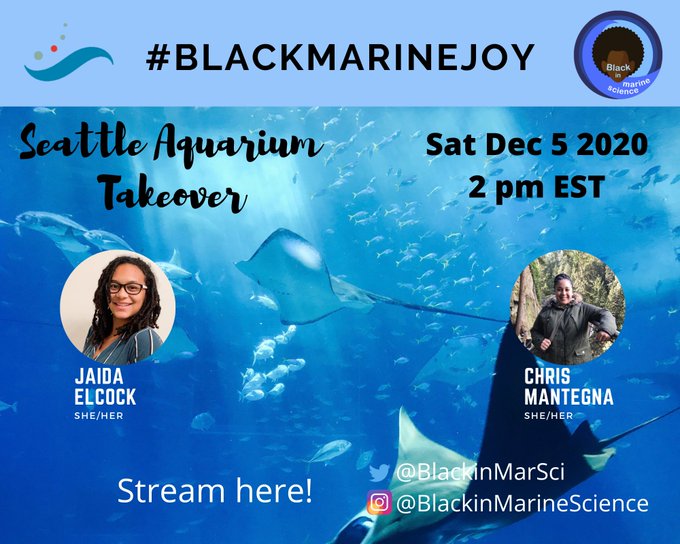 #BLACKMARINEJOY
Black
in
marine
science
Seattle Aquarium
Takeover
Sat Dec 5 2020
2 pm EST
JAIDA
ELCOCK
SHE/HER
CHRIS
MANTEGNA
SHE/HER
Stream here!
@BlackinMarSci
@BlackinMarineScience